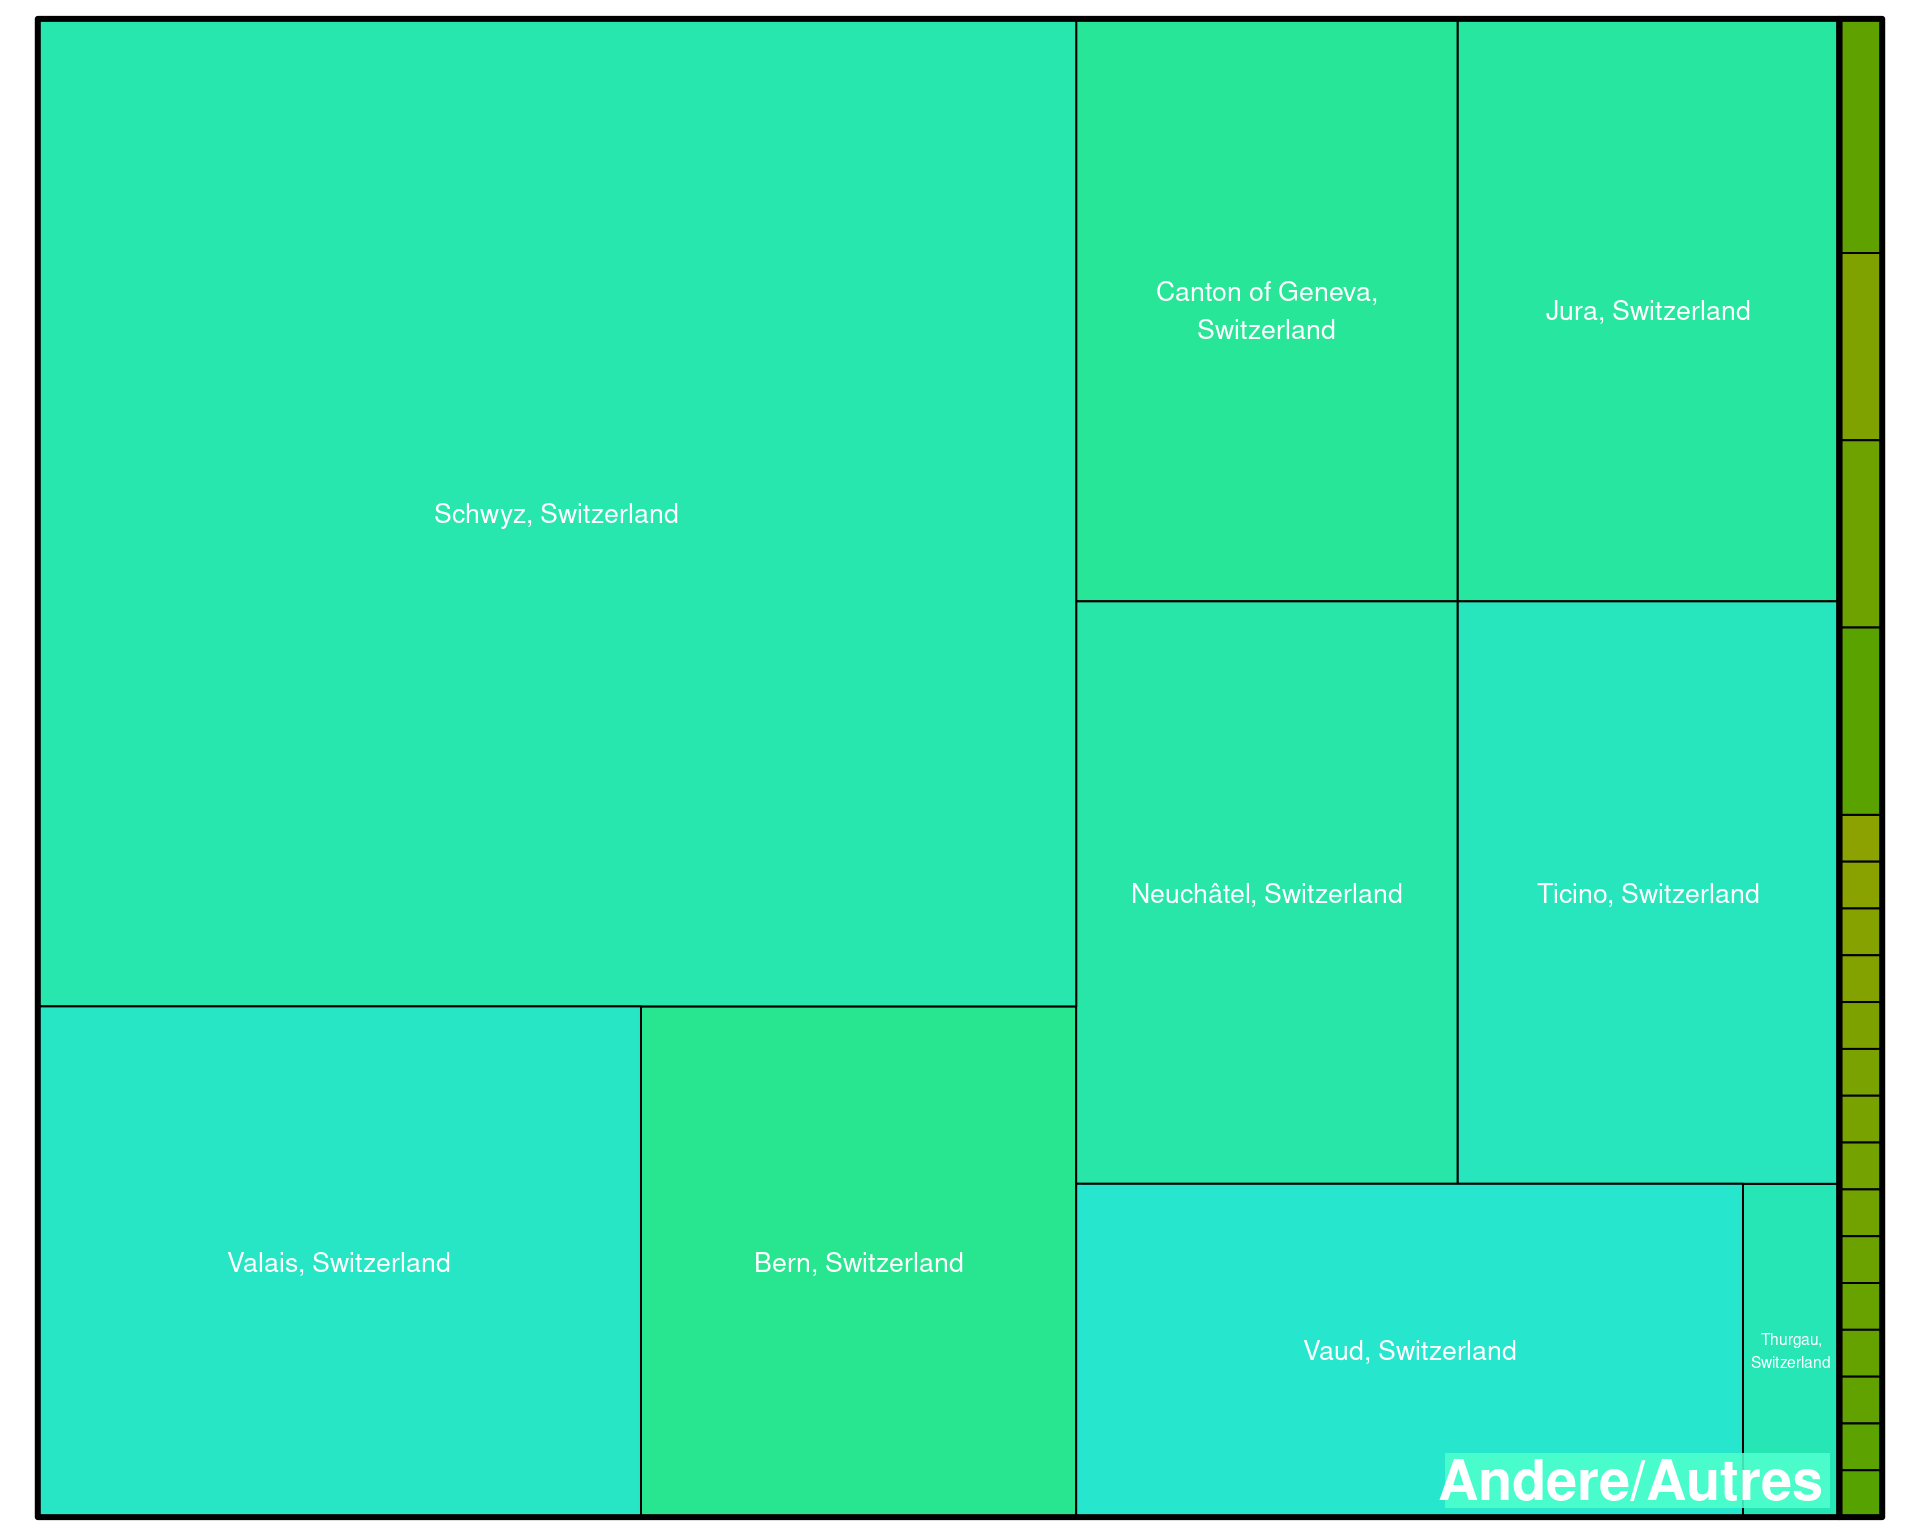 Schwyz, Switzerland
Canton of Geneva,
Switzerland
Jura, Switzerland
Neuchâtel, Switzerland
Ticino, Switzerland
Valais, Switzerland
Bern, Switzerland
Vaud, Switzerland
Thurgau,
Switzerland
Andere/Autres